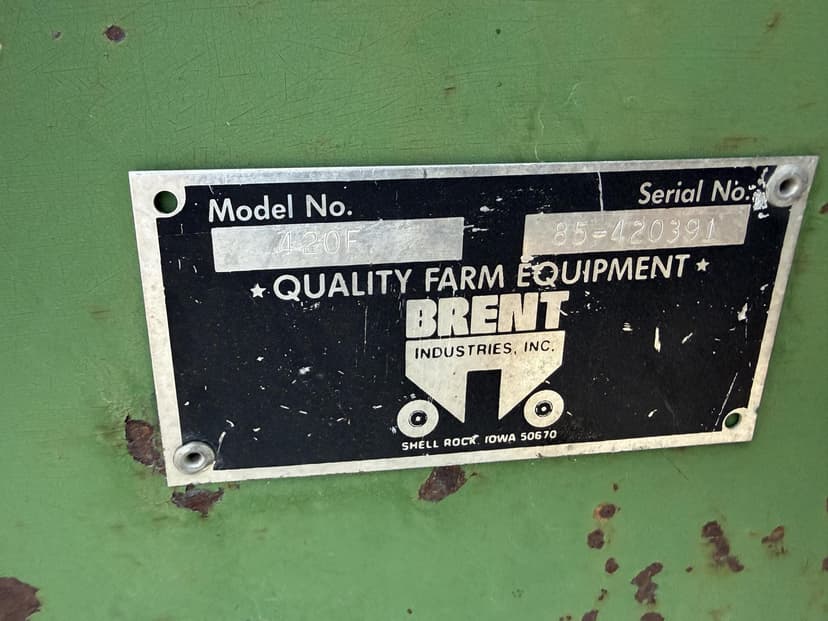 Model No.
Serial No.
420F
85-420391
★ QUALITY FARM EQUIPMENT ★
BRENT
INDUSTRIES, INC.
SHELL ROCK, IOWA 50670